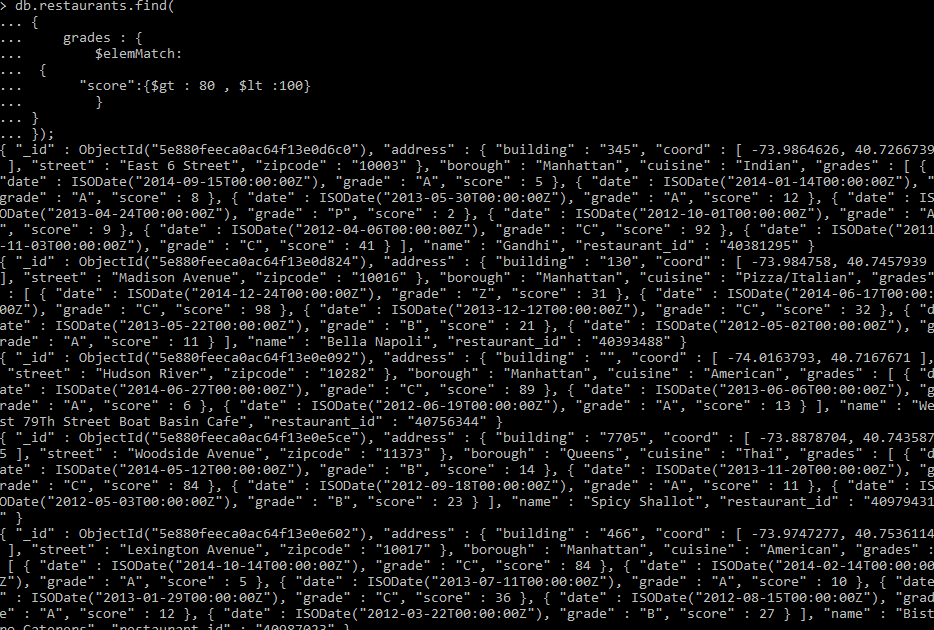 > db.restaurants.find(
... {
...     grades : {
...         $elemMatch:
...  {
...       "score":{$gt : 80 , $lt :100}
...         }
... }
... });
{ "_id" : ObjectId("5e880feeca0ac64f13e0d6c0"), "address" : { "building" : "345", "coord" : [ -73.9864626, 40.7266739
 ], "street" : "East 6 Street", "zipcode" : "10003" }, "borough" : "Manhattan", "cuisine" : "Indian", "grades" : [ {
"date" : ISODate("2014-09-15T00:00:00Z"), "grade" : "A", "score" : 5 }, { "date" : ISODate("2014-01-14T00:00:00Z"), "
grade" : "A", "score" : 8 }, { "date" : ISODate("2013-05-30T00:00:00Z"), "grade" : "A", "score" : 12 }, { "date" : IS
ODate("2013-04-24T00:00:00Z"), "grade" : "P", "score" : 2 }, { "date" : ISODate("2012-10-01T00:00:00Z"), "grade" : "A
", "score" : 9 }, { "date" : ISODate("2012-04-06T00:00:00Z"), "grade" : "C", "score" : 92 }, { "date" : ISODate("2011
-11-03T00:00:00Z"), "grade" : "C", "score" : 41 } ], "name" : "Gandhi", "restaurant_id" : "40381295" }
{ "_id" : ObjectId("5e880feeca0ac64f13e0d824"), "address" : { "building" : "130", "coord" : [ -73.984758, 40.7457939
], "street" : "Madison Avenue", "zipcode" : "10016" }, "borough" : "Manhattan", "cuisine" : "Pizza/Italian", "grades"
 : [ { "date" : ISODate("2014-12-24T00:00:00Z"), "grade" : "Z", "score" : 31 }, { "date" : ISODate("2014-06-17T00:00:
00Z"), "grade" : "C", "score" : 98 }, { "date" : ISODate("2013-12-12T00:00:00Z"), "grade" : "C", "score" : 32 }, { "d
ate" : ISODate("2013-05-22T00:00:00Z"), "grade" : "B", "score" : 21 }, { "date" : ISODate("2012-05-02T00:00:00Z"), "g
rade" : "A", "score" : 11 } ], "name" : "Bella Napoli", "restaurant_id" : "40393488" }
{ "_id" : ObjectId("5e880feeca0ac64f13e0e092"), "address" : { "building" : "", "coord" : [ -74.0163793, 40.7167671 ],
 "street" : "Hudson River", "zipcode" : "10282" }, "borough" : "Manhattan", "cuisine" : "American", "grades" : [ { "d
ate" : ISODate("2014-06-27T00:00:00Z"), "grade" : "C", "score" : 89 }, { "date" : ISODate("2013-06-06T00:00:00Z"), "g
rade" : "A", "score" : 6 }, { "date" : ISODate("2012-06-19T00:00:00Z"), "grade" : "A", "score" : 13 } ], "name" : "We
st 79Th Street Boat Basin Cafe", "restaurant_id" : "40756344" }
{ "_id" : ObjectId("5e880feeca0ac64f13e0e5ce"), "address" : { "building" : "7705", "coord" : [ -73.8878704, 40.743587
5 ], "street" : "Woodside Avenue", "zipcode" : "11373" }, "borough" : "Queens", "cuisine" : "Thai", "grades" : [ { "d
ate" : ISODate("2014-05-12T00:00:00Z"), "grade" : "B", "score" : 14 }, { "date" : ISODate("2013-11-20T00:00:00Z"), "g
rade" : "C", "score" : 84 }, { "date" : ISODate("2012-09-18T00:00:00Z"), "grade" : "A", "score" : 11 }, { "date" : IS
ODate("2012-05-03T00:00:00Z"), "grade" : "B", "score" : 23 } ], "name" : "Spicy Shallot", "restaurant_id" : "40979431
" }
{ "_id" : ObjectId("5e880feeca0ac64f13e0e602"), "address" : { "building" : "466", "coord" : [ -73.9747277, 40.7536114
 ], "street" : "Lexington Avenue", "zipcode" : "10017" }, "borough" : "Manhattan", "cuisine" : "American", "grades" :
 [ { "date" : ISODate("2014-10-14T00:00:00Z"), "grade" : "C", "score" : 84 }, { "date" : ISODate("2014-02-14T00:00:00
Z"), "grade" : "A", "score" : 5 }, { "date" : ISODate("2013-07-11T00:00:00Z"), "grade" : "A", "score" : 10 }, { "date
" : ISODate("2013-01-29T00:00:00Z"), "grade" : "C", "score" : 36 }, { "date" : ISODate("2012-08-15T00:00:00Z"), "grad
e" : "A", "score" : 12 }, { "date" : ISODate("2012-03-22T00:00:00Z"), "grade" : "B", "score" : 27 } ], "name" : "Bist
ro Caterers", "restaurant_id" : "40987023" }